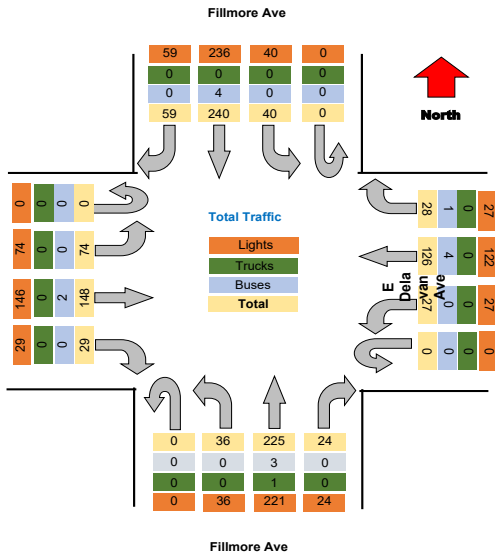 Fillmore Ave
59 236 40 0
0 0 0 0
0 4 0 0
59 240 40 0
North
0 0 0 0
74 0 0 74
146 0 2 148
29 0 0 29
Total Traffic
Lights
Trucks
Buses
Total
28 1 0 27
126 4 0 122
27 0 0 27
0 0 0 0
E
Dela
van
Ave
0 36 225 24
0 0 3 0
0 0 1 0
0 36 221 24
Fillmore Ave